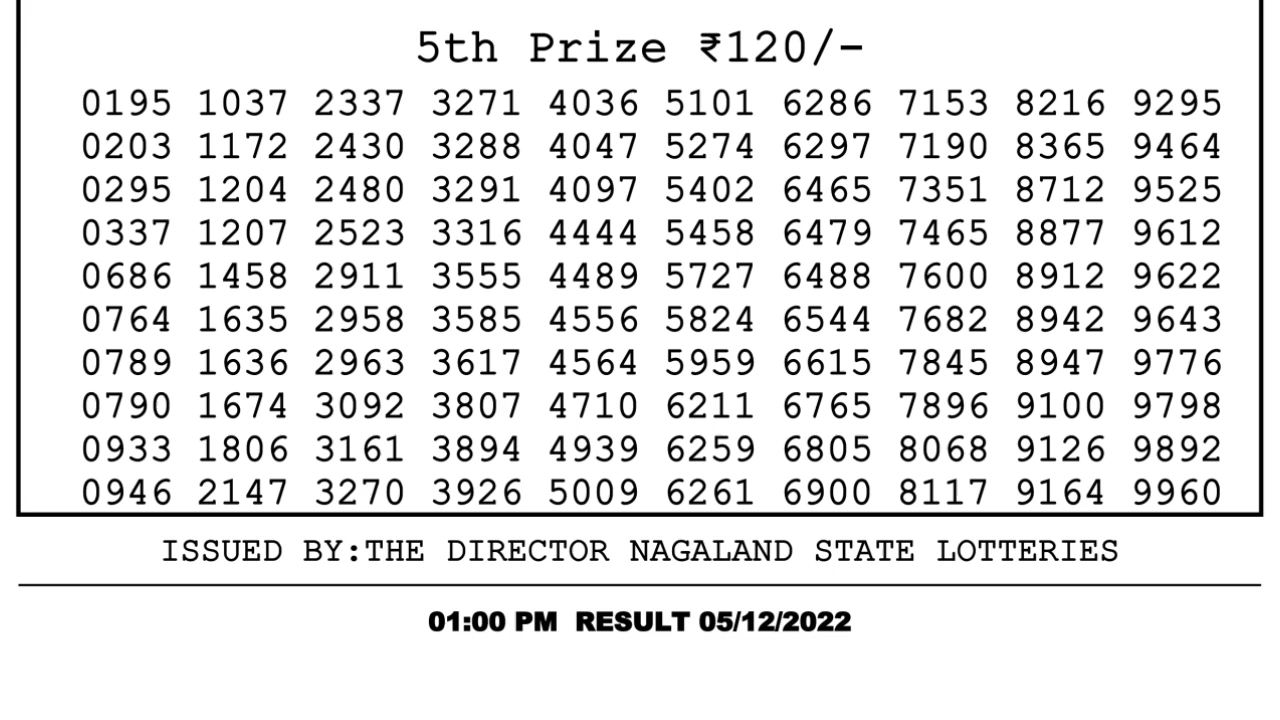 5th Prize ₹120/-
0195 1037 2337 3271 4036 5101 6286 7153 8216 9295
0203 1172 2430 3288 4047 5274 6297 7190 8365 9464
0295 1204 2480 3291 4097 5402 6465 7351 8712 9525
0337 1207 2523 3316 4444 5458 6479 7465 8877 9612
0686 1458 2911 3555 4489 5727 6488 7600 8912 9622
0764 1635 2958 3585 4556 5824 6544 7682 8942 9643
0789 1636 2963 3617 4564 5959 6615 7845 8947 9776
0790 1674 3092 3807 4710 6211 6765 7896 9100 9798
0933 1806 3161 3894 4939 6259 6805 8068 9126 9892
0946 2147 3270 3926 5009 6261 6900 8117 9164 9960
ISSUED BY:THE DIRECTOR NAGALAND STATE LOTTERIES
01:00 PM RESULT 05/12/2022